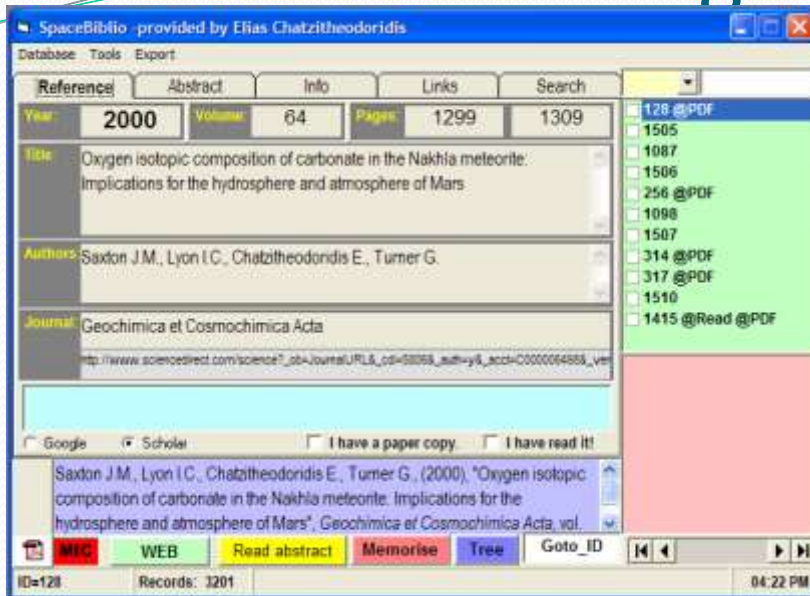 SpaceBiblio -provided by Elias Chatzitheodoridis
Database Tools Export
Reference Abstract Info Links Search
Year: 2000 Volume: 64 Pages: 1299 1309
Title Oxygen isotopic composition of carbonate in the Nakhla meteorite:
Implications for the hydrosphere and atmosphere of Mars
Authors Saxton J.M., Lyon I.C., Chatzitheodoridis E., Turner G.
Journal Geochimica et Cosmochimica Acta
Google Scholar I have a paper copy. I have read it!
Saxton J.M., Lyon I.C., Chatzitheodoridis E., Turner G., (2000), "Oxygen isotopic
composition of carbonate in the Nakhla meteorite: Implications for the
hydrosphere and atmosphere of Mars", Geochimica et Cosmochimica Acta, vol.
MIC WEB Read abstract Memorise Tree Goto_ID
ID=128 Records: 3201
128 @PDF
1505
1087
1506
256 @PDF
1098
1507
314 @PDF
317 @PDF
1510
1415 @Read @PDF
04:22 PM